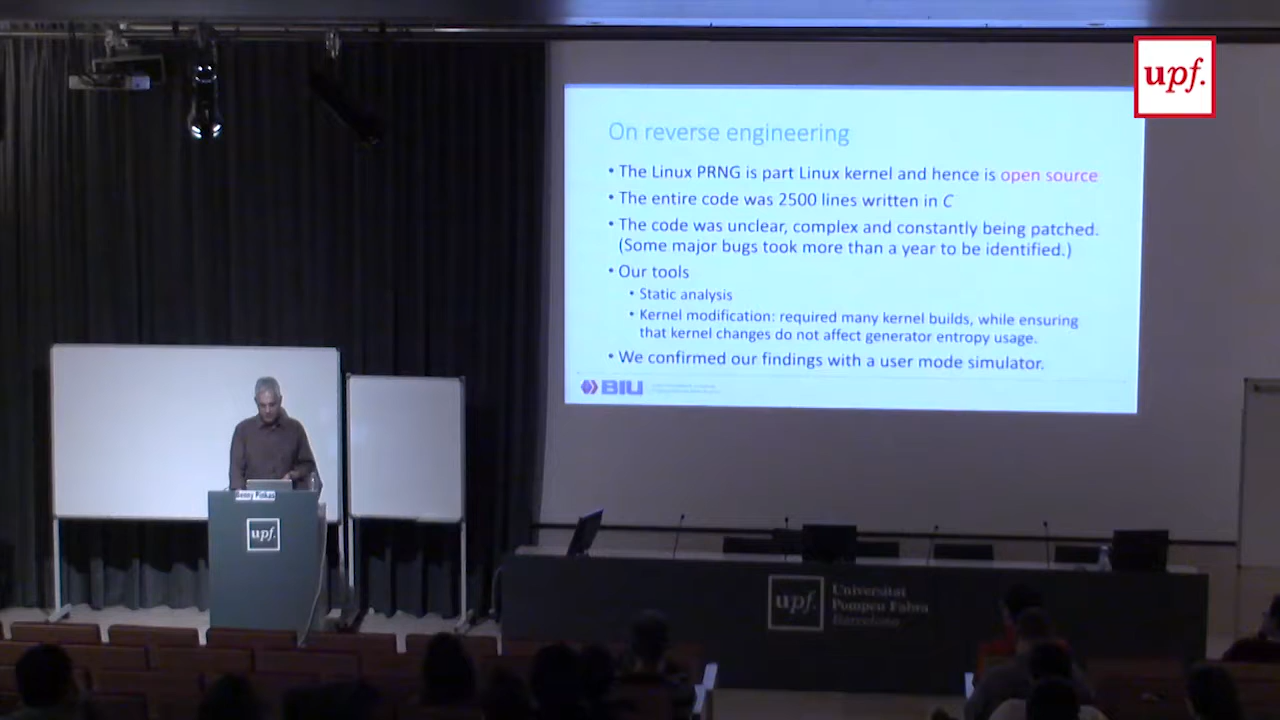 upf.
On reverse engineering
• The Linux PRNG is part Linux kernel and hence is open source
• The entire code was 2500 lines written in C
• The code was unclear, complex and constantly being patched.
(Some major bugs took more than a year to be identified.)
• Our tools
• Static analysis
• Kernel modification: required many kernel builds, while ensuring
that kernel changes do not affect generator entropy usage.
• We confirmed our findings with a user mode simulator.
BIU
Benny Pinkas
upf.
upf.
Universitat
Pompeu Fabra
Barcelona